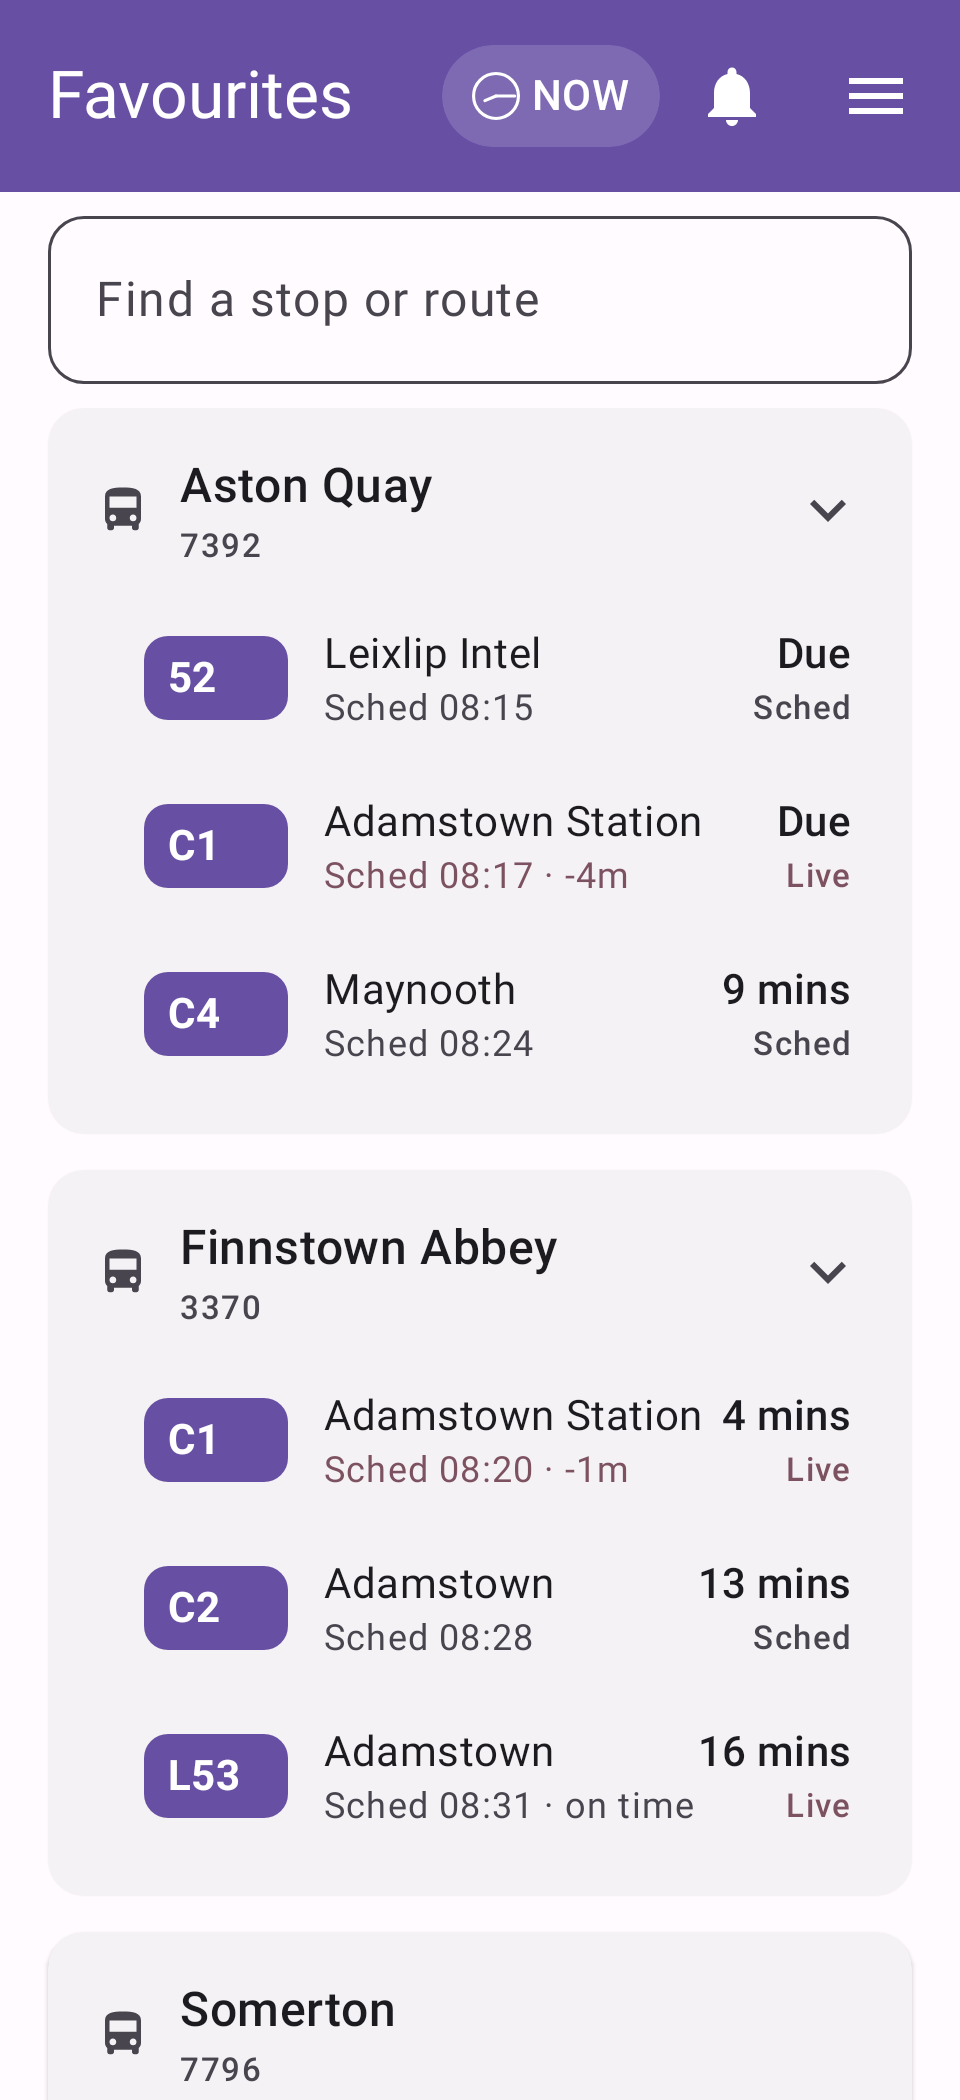 Favourites
NOW
Find a stop or route
Aston Quay
7392
52 Leixlip Intel Due
Sched 08:15 Sched
C1 Adamstown Station Due
Sched 08:17 · -4m Live
C4 Maynooth 9 mins
Sched 08:24 Sched
Finnstown Abbey
3370
C1 Adamstown Station 4 mins
Sched 08:20 · -1m Live
C2 Adamstown 13 mins
Sched 08:28 Sched
L53 Adamstown 16 mins
Sched 08:31 · on time Live
Somerton
7796